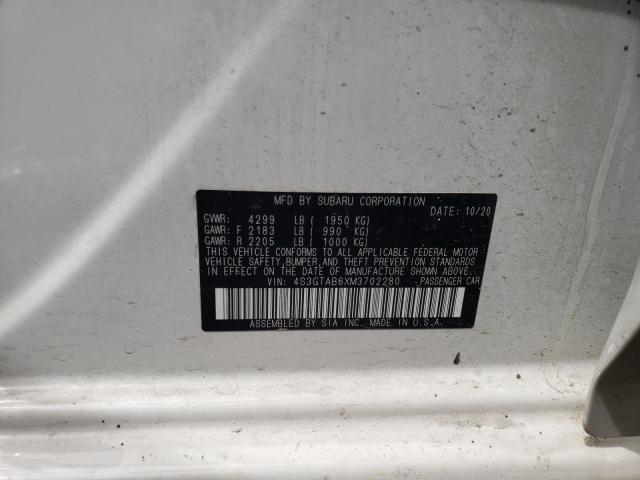 MFD BY SUBARU CORPORATION
DATE: 10/20
GVWR: 4299 LB ( 1950 KG)
GAWR: F 2183 LB ( 990 KG)
GAWR: R 2205 LB ( 1000 KG)
THIS VEHICLE CONFORMS TO ALL APPLICABLE FEDERAL MOTOR
VEHICLE SAFETY, BUMPER, AND THEFT PREVENTION STANDARDS
IN EFFECT ON THE DATE OF MANUFACTURE SHOWN ABOVE.
VIN: 4S3GTAB6XM3702280 PASSENGER CAR
ASSEMBLED BY SIA INC. MADE IN U.S.A.